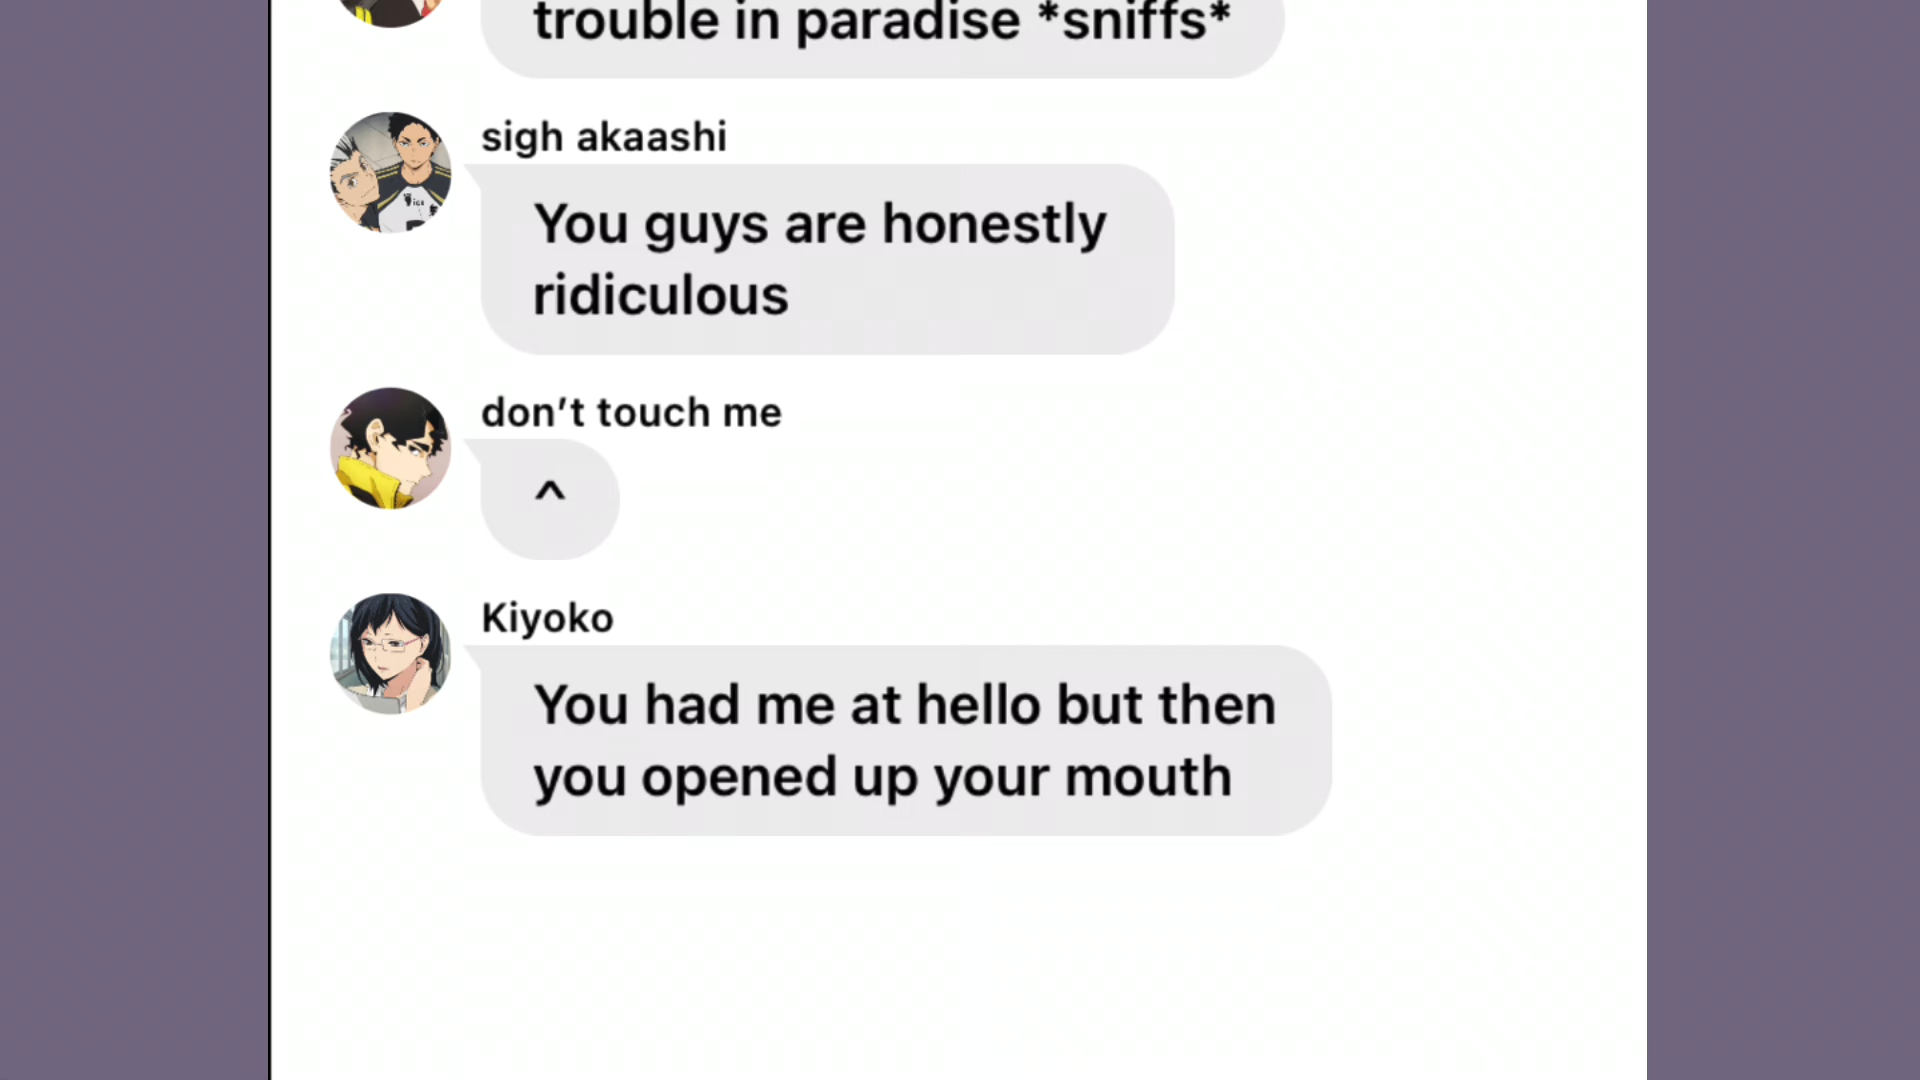 trouble in paradise *sniffs*
sigh akaashi
You guys are honestly
ridiculous
don’t touch me
^
Kiyoko
You had me at hello but then
you opened up your mouth